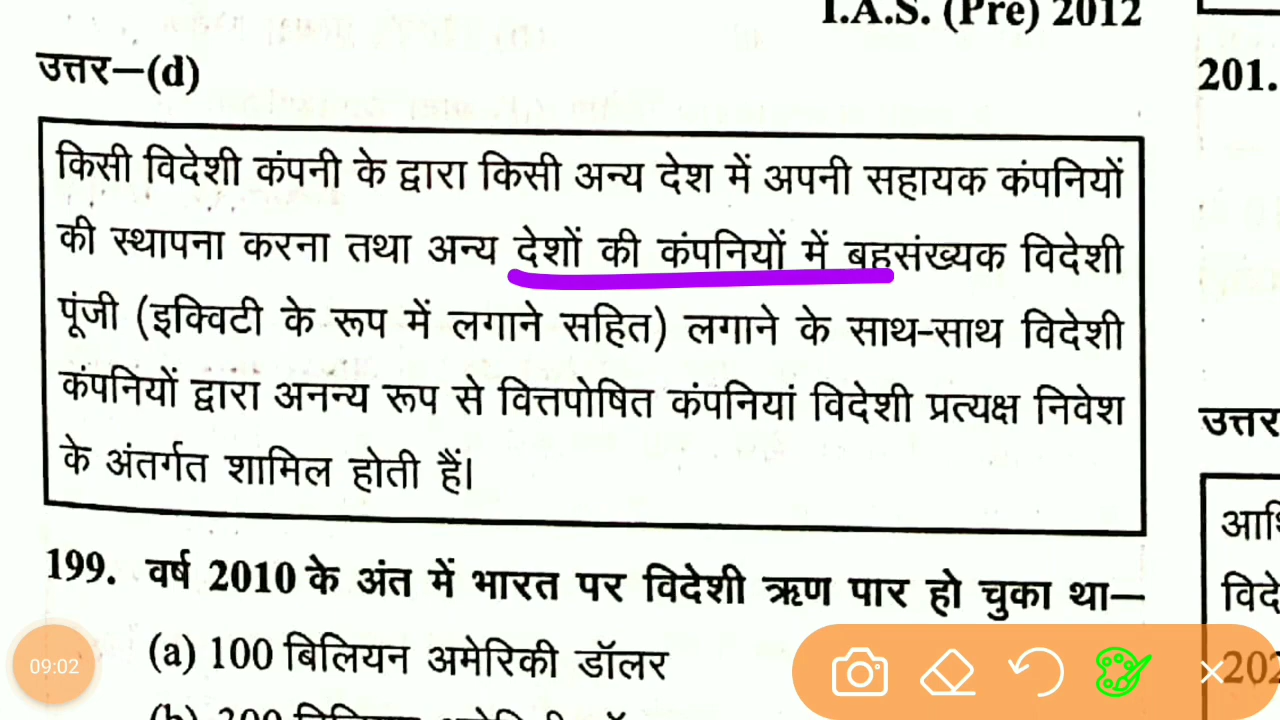 I.A.S. (Pre) 2012
उत्तर–(d)
किसी विदेशी कंपनी के द्वारा किसी अन्य देश में अपनी सहायक कंपनियों
की स्थापना करना तथा अन्य देशों की कंपनियों में बहुसंख्यक विदेशी
पूंजी (इक्विटी के रूप में लगाने सहित) लगाने के साथ-साथ विदेशी
कंपनियों द्वारा अनन्य रूप से वित्तपोषित कंपनियां विदेशी प्रत्यक्ष निवेश
के अंतर्गत शामिल होती हैं।
199. वर्ष 2010 के अंत में भारत पर विदेशी ऋण पार हो चुका था–
(a) 100 बिलियन अमेरिकी डॉलर
201.
उत्तर
09:02